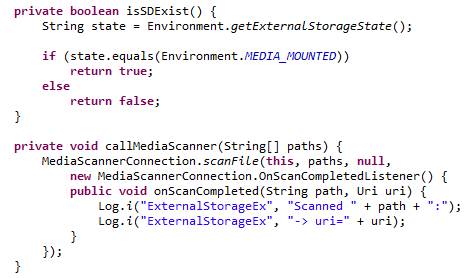 private boolean isSDExist() {
    String state = Environment.getExternalStorageState();

    if (state.equals(Environment.MEDIA_MOUNTED))
        return true;
    else
        return false;
}

private void callMediaScanner(String[] paths) {
    MediaScannerConnection.scanFile(this, paths, null,
        new MediaScannerConnection.OnScanCompletedListener() {
        public void onScanCompleted(String path, Uri uri) {
            Log.i("ExternalStorageEx", "Scanned " + path + ":");
            Log.i("ExternalStorageEx", "-> uri=" + uri);
        }
    });
}